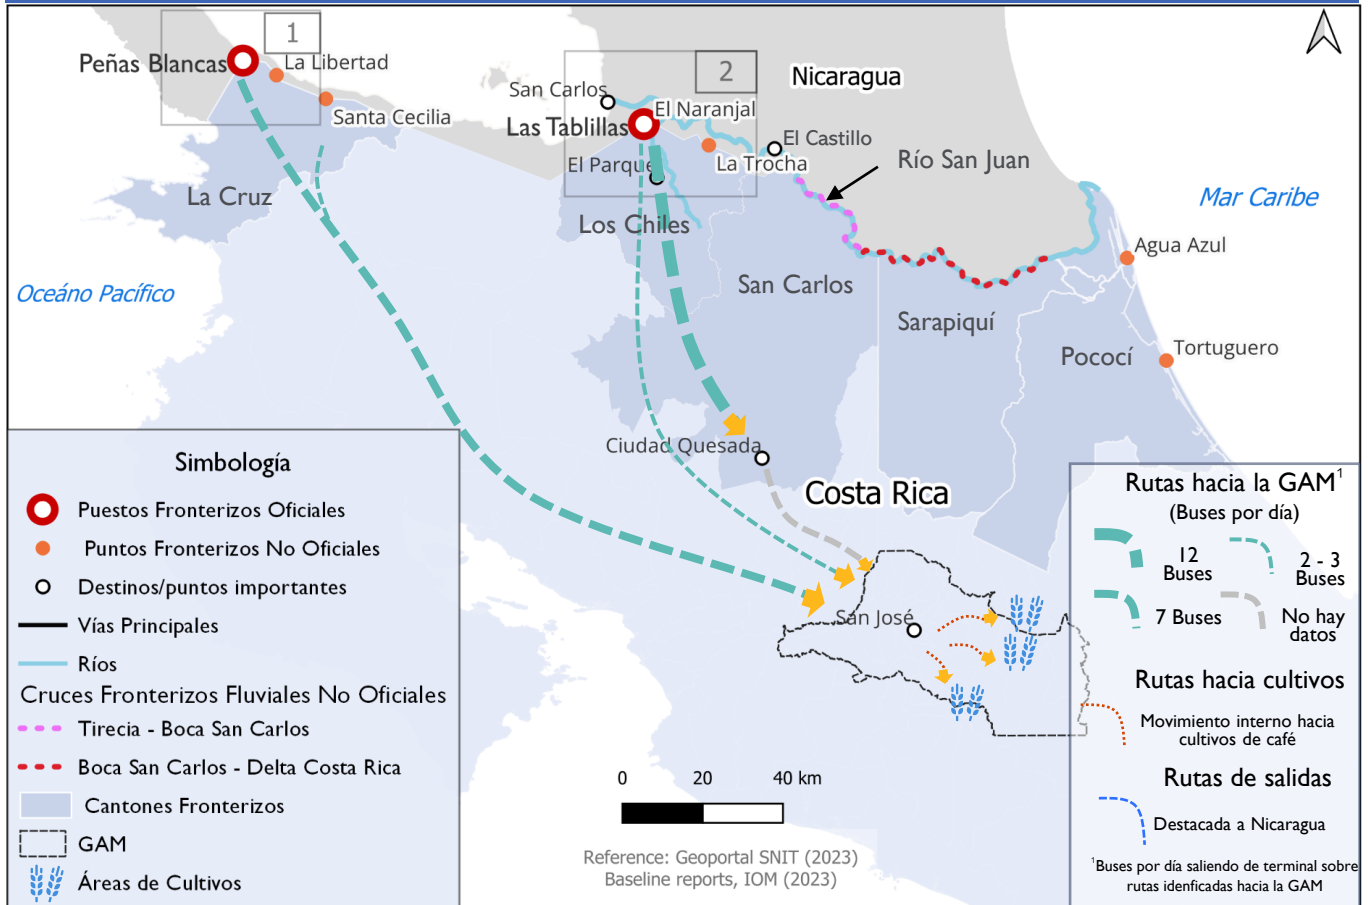 1
Peñas Blancas
La Libertad
Santa Cecilia
La Cruz
2
San Carlos
El Naranjal
Las Tablillas
El Parque
La Trocha
Los Chiles
Nicaragua
El Castillo
Río San Juan
Mar Caribe
Agua Azul
Oceáno Pacífico
San Carlos
Sarapiquí
Pococí
Tortuguero
Ciudad Quesada
Costa Rica
San José
Simbología
Puestos Fronterizos Oficiales
Puntos Fronterizos No Oficiales
Destinos/puntos importantes
Vías Principales
Ríos
Cruces Fronterizos Fluviales No Oficiales
Tirecia - Boca San Carlos
Boca San Carlos - Delta Costa Rica
Cantones Fronterizos
GAM
Áreas de Cultivos
0 20 40 km
Reference: Geoportal SNIT (2023)
Baseline reports, IOM (2023)
Rutas hacia la GAM¹
(Buses por día)
12
Buses
2 - 3
Buses
7 Buses
No hay
datos
Rutas hacia cultivos
Movimiento interno hacia
cultivos de café
Rutas de salidas
Destacada a Nicaragua
¹Buses por día saliendo de terminal sobre
rutas idenficadas hacia la GAM